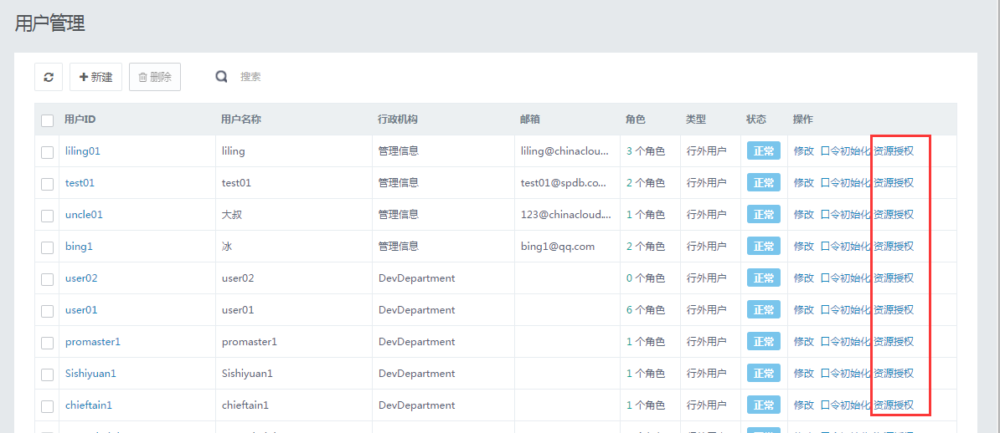 用户管理
新建 删除 搜索
用户ID 用户名称 行政机构 邮箱 角色 类型 状态 操作
liling01 liling 管理信息 liling@chinaclou... 3 个角色 行外用户 正常 修改 口令初始化 资源授权
test01 test01 管理信息 test01@spdb.co... 2 个角色 行外用户 正常 修改 口令初始化 资源授权
uncle01 大叔 管理信息 123@chinacloud.... 1 个角色 行外用户 正常 修改 口令初始化 资源授权
bing1 冰 管理信息 bing1@qq.com 2 个角色 行外用户 正常 修改 口令初始化 资源授权
user02 user02 DevDepartment 0 个角色 行外用户 正常 修改 口令初始化 资源授权
user01 user01 DevDepartment 6 个角色 行外用户 正常 修改 口令初始化 资源授权
promaster1 promaster1 DevDepartment 1 个角色 行外用户 正常 修改 口令初始化 资源授权
Sishiyuan1 Sishiyuan1 DevDepartment 1 个角色 行外用户 正常 修改 口令初始化 资源授权
chieftain1 chieftain1 DevDepartment 1 个角色 行外用户 正常 修改 口令初始化 资源授权